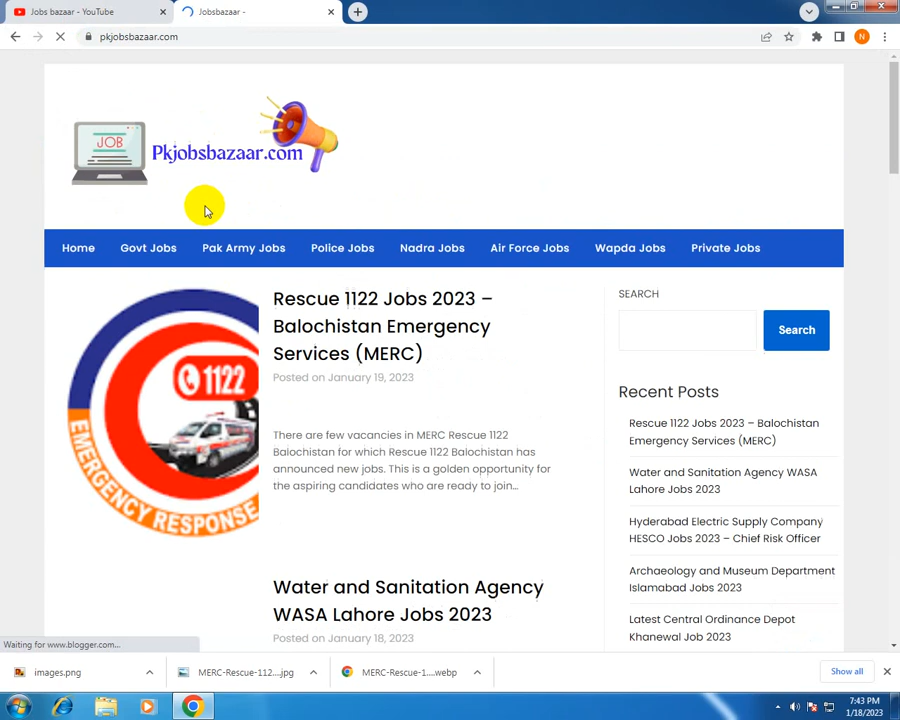 Jobs bazaar - YouTube
Jobsbazaar -
pkjobsbazaar.com
N
JOB
Pkjobsbazaar.com
Home
Govt Jobs
Pak Army Jobs
Police Jobs
Nadra Jobs
Air Force Jobs
Wapda Jobs
Private Jobs
1122
EMERGENCY RESPONSE
Rescue 1122 Jobs 2023 –
Balochistan Emergency
Services (MERC)
Posted on January 19, 2023
There are few vacancies in MERC Rescue 1122
Balochistan for which Rescue 1122 Balochistan has
announced new jobs. This is a golden opportunity for
the aspiring candidates who are ready to join...
Water and Sanitation Agency
WASA Lahore Jobs 2023
Posted on January 18, 2023
SEARCH
Search
Recent Posts
Rescue 1122 Jobs 2023 – Balochistan
Emergency Services (MERC)
Water and Sanitation Agency WASA
Lahore Jobs 2023
Hyderabad Electric Supply Company
HESCO Jobs 2023 – Chief Risk Officer
Archaeology and Museum Department
Islamabad Jobs 2023
Latest Central Ordinance Depot
Khanewal Job 2023
Waiting for www.blogger.com...
images.png
MERC-Rescue-112....jpg
MERC-Rescue-1....webp
Show all
7:43 PM
1/18/2023